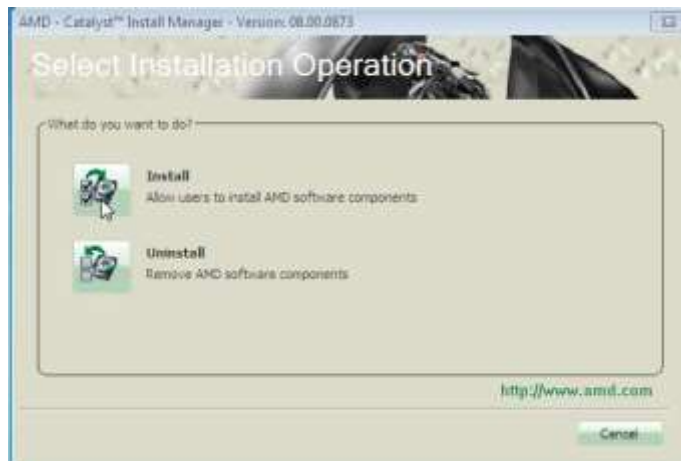 AMD - Catalyst™ Install Manager - Version: 08.00.0873
Select Installation Operation
What do you want to do?
Install
Allow users to install AMD software components
Uninstall
Remove AMD software components
http://www.amd.com
Cancel